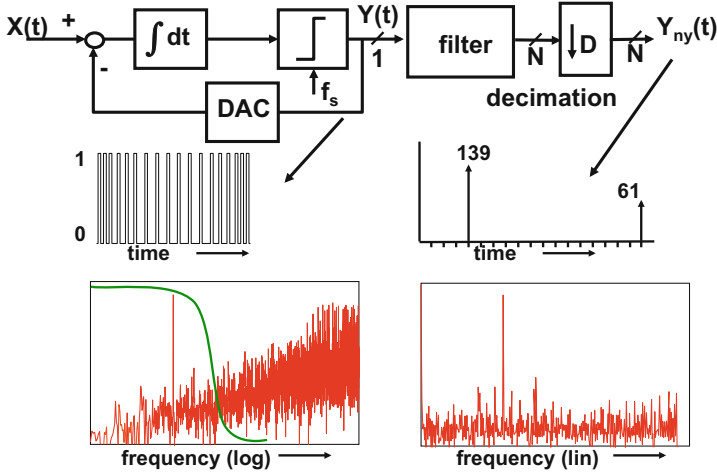 X(t)
+
-
∫ dt
f_s
Y(t)
1
DAC
filter
N
↓D
N
Y_ny(t)
decimation
1
0
time
139
61
time
frequency (log)
frequency (lin)